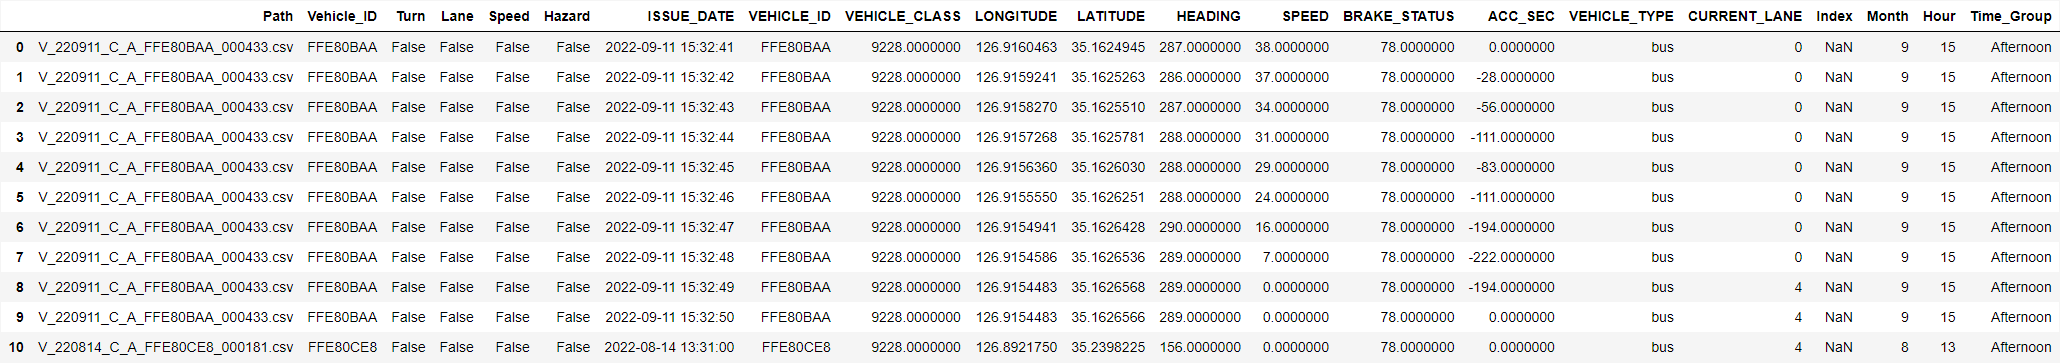 Path Vehicle_ID Turn Lane Speed Hazard ISSUE_DATE VEHICLE_ID VEHICLE_CLASS LONGITUDE LATITUDE HEADING SPEED BRAKE_STATUS ACC_SEC VEHICLE_TYPE CURRENT_LANE Index Month Hour Time_Group
0 V_220911_C_A_FFE80BAA_000433.csv FFE80BAA False False False False 2022-09-11 15:32:41 FFE80BAA 9228.0000000 126.9160463 35.1624945 287.0000000 38.0000000 78.0000000 0.0000000 bus 0 NaN 9 15 Afternoon
1 V_220911_C_A_FFE80BAA_000433.csv FFE80BAA False False False False 2022-09-11 15:32:42 FFE80BAA 9228.0000000 126.9159241 35.1625263 286.0000000 37.0000000 78.0000000 -28.0000000 bus 0 NaN 9 15 Afternoon
2 V_220911_C_A_FFE80BAA_000433.csv FFE80BAA False False False False 2022-09-11 15:32:43 FFE80BAA 9228.0000000 126.9158270 35.1625510 287.0000000 34.0000000 78.0000000 -56.0000000 bus 0 NaN 9 15 Afternoon
3 V_220911_C_A_FFE80BAA_000433.csv FFE80BAA False False False False 2022-09-11 15:32:44 FFE80BAA 9228.0000000 126.9157268 35.1625781 288.0000000 31.0000000 78.0000000 -111.0000000 bus 0 NaN 9 15 Afternoon
4 V_220911_C_A_FFE80BAA_000433.csv FFE80BAA False False False False 2022-09-11 15:32:45 FFE80BAA 9228.0000000 126.9156360 35.1626030 288.0000000 29.0000000 78.0000000 -83.0000000 bus 0 NaN 9 15 Afternoon
5 V_220911_C_A_FFE80BAA_000433.csv FFE80BAA False False False False 2022-09-11 15:32:46 FFE80BAA 9228.0000000 126.9155550 35.1626251 288.0000000 24.0000000 78.0000000 -111.0000000 bus 0 NaN 9 15 Afternoon
6 V_220911_C_A_FFE80BAA_000433.csv FFE80BAA False False False False 2022-09-11 15:32:47 FFE80BAA 9228.0000000 126.9154941 35.1626428 290.0000000 16.0000000 78.0000000 -194.0000000 bus 0 NaN 9 15 Afternoon
7 V_220911_C_A_FFE80BAA_000433.csv FFE80BAA False False False False 2022-09-11 15:32:48 FFE80BAA 9228.0000000 126.9154586 35.1626536 289.0000000 7.0000000 78.0000000 -222.0000000 bus 0 NaN 9 15 Afternoon
8 V_220911_C_A_FFE80BAA_000433.csv FFE80BAA False False False False 2022-09-11 15:32:49 FFE80BAA 9228.0000000 126.9154483 35.1626568 289.0000000 0.0000000 78.0000000 -194.0000000 bus 4 NaN 9 15 Afternoon
9 V_220911_C_A_FFE80BAA_000433.csv FFE80BAA False False False False 2022-09-11 15:32:50 FFE80BAA 9228.0000000 126.9154483 35.1626566 289.0000000 0.0000000 78.0000000 0.0000000 bus 4 NaN 9 15 Afternoon
10 V_220814_C_A_FFE80CE8_000181.csv FFE80CE8 False False False False 2022-08-14 13:31:00 FFE80CE8 9228.0000000 126.8921750 35.2398225 156.0000000 0.0000000 78.0000000 0.0000000 bus 4 NaN 8 13 Afternoon